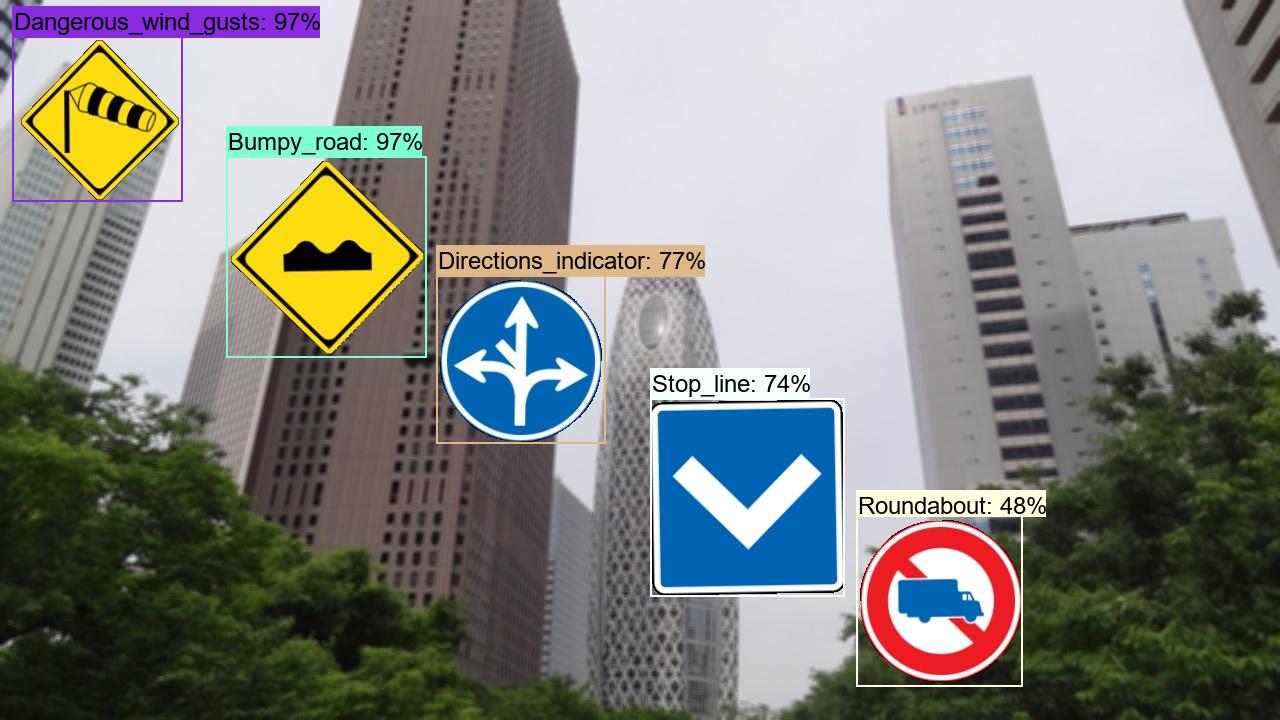 Dangerous_wind_gusts: 97%
Bumpy_road: 97%
Directions_indicator: 77%
Stop_line: 74%
Roundabout: 48%